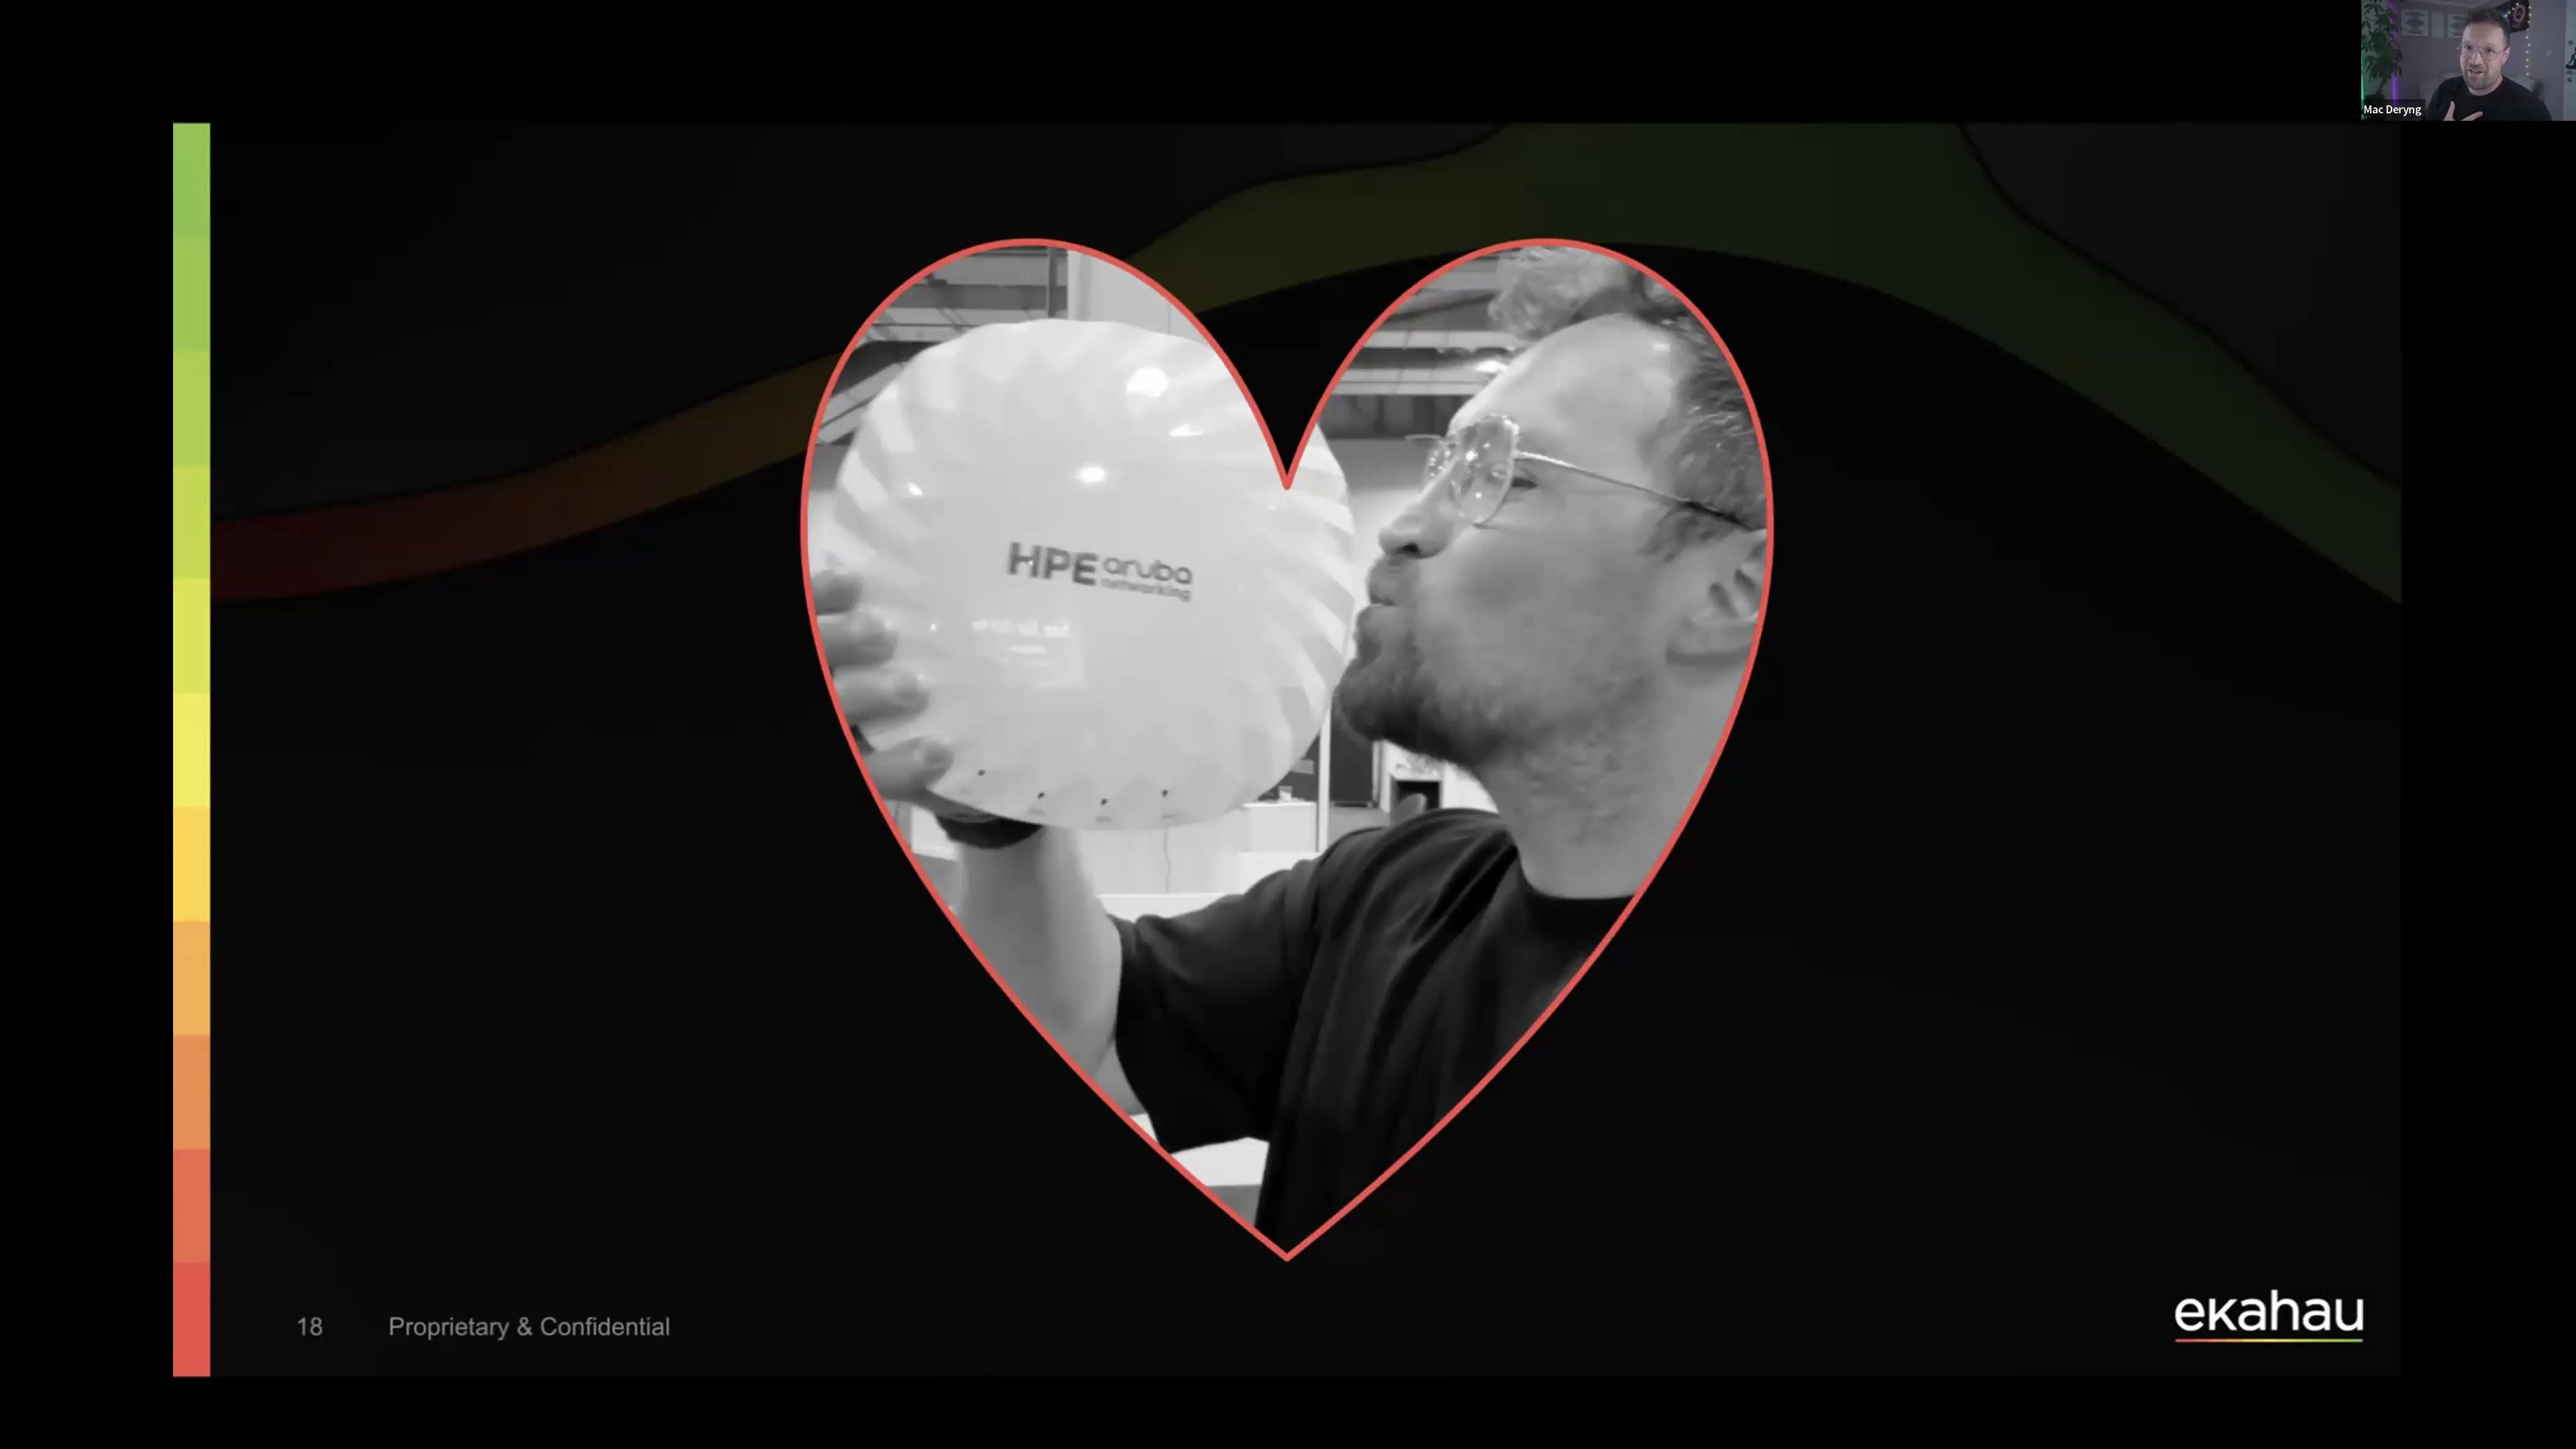 Mac Deryng
HPE aruba
networking
18 Proprietary & Confidential
ekahau